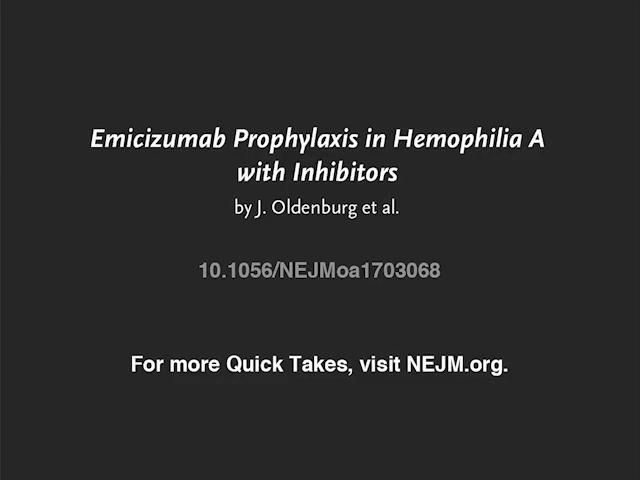 Emicizumab Prophylaxis in Hemophilia A
with Inhibitors
by J. Oldenburg et al.
10.1056/NEJMoa1703068
For more Quick Takes, visit NEJM.org.